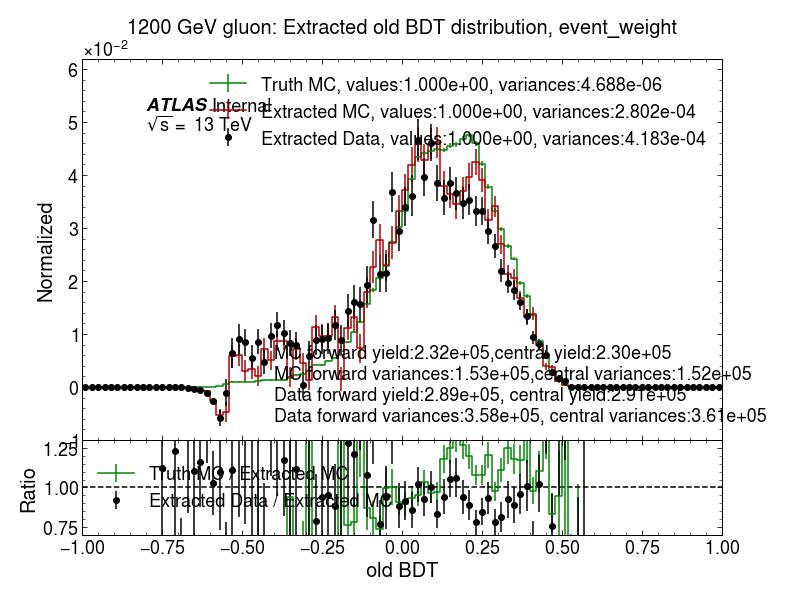 1200 GeV gluon: Extracted old BDT distribution, event_weight
×10−2
Truth MC, values:1.000e+00, variances:4.688e-06
ATLAS Internal
Extracted MC, values:1.000e+00, variances:2.802e-04
√s = 13 TeV
Extracted Data, values:1.000e+00, variances:4.183e-04
6
5
4
3
2
1
0
−1
Normalized
MC forward yield:2.32e+05,central yield:2.30e+05
MC forward variances:1.53e+05,central variances:1.52e+05
Data forward yield:2.89e+05, central yield:2.91e+05
Data forward variances:3.58e+05, central variances:3.61e+05
1.25
1.00
0.75
Ratio
Truth MC / Extracted MC
Extracted Data / Extracted MC
−1.00 −0.75 −0.50 −0.25 0.00 0.25 0.50 0.75 1.00
old BDT